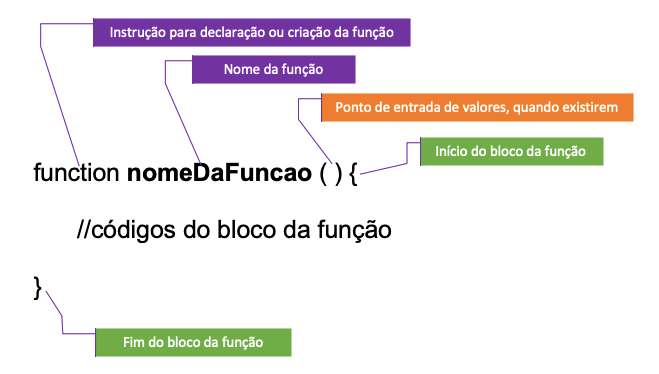 Instrução para declaração ou criação da função
Nome da função
Ponto de entrada de valores, quando existirem
Início do bloco da função
function nomeDaFuncao ( ) {
//códigos do bloco da função
}
Fim do bloco da função